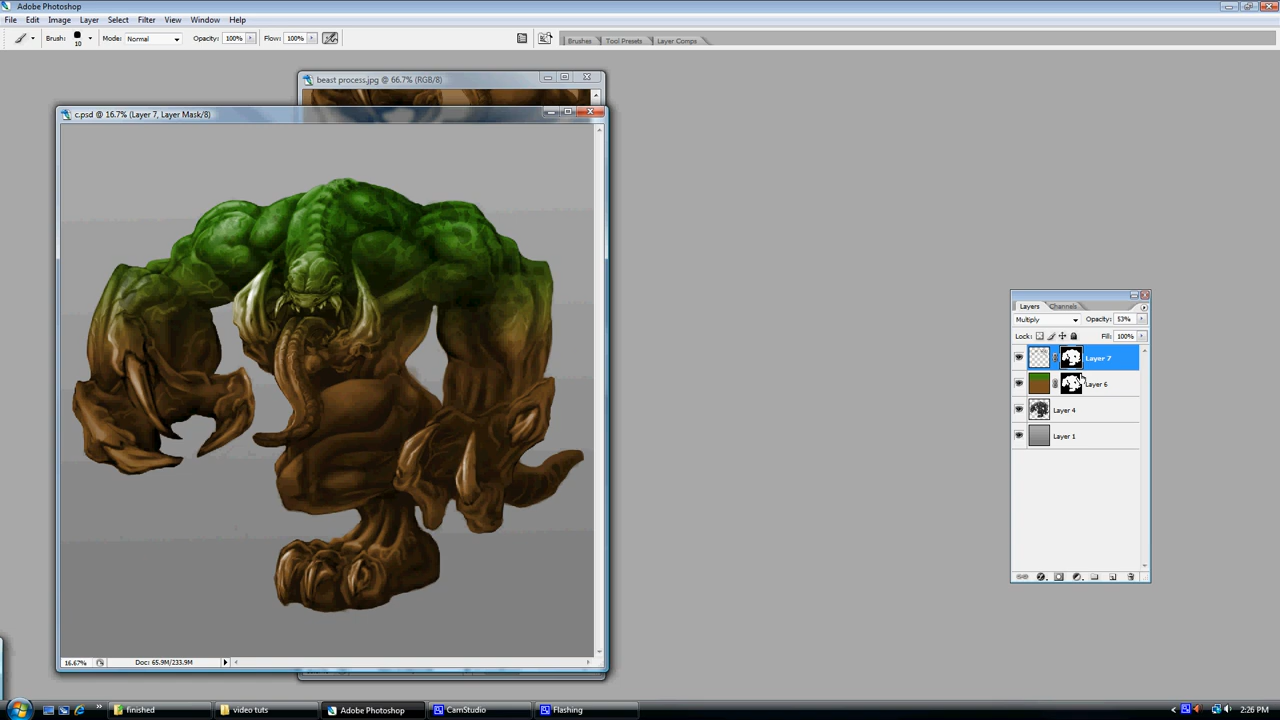 Adobe Photoshop
File Edit Image Layer Select Filter View Window Help
Brush: 10 Mode: Normal Opacity: 100% Flow: 100% Brushes Tool Presets Layer Comps
beast process.jpg @ 66.7% (RGB/8)
c.psd @ 16.7% (Layer 7, Layer Mask/8)
Layers Channels
Multiply Opacity: 53%
Lock: Fill: 100%
Layer 7
Layer 6
Layer 4
Layer 1
16.67% Doc: 65.9M/233.9M
finished video tuts Adobe Photoshop CamStudio Flashing 2:26 PM